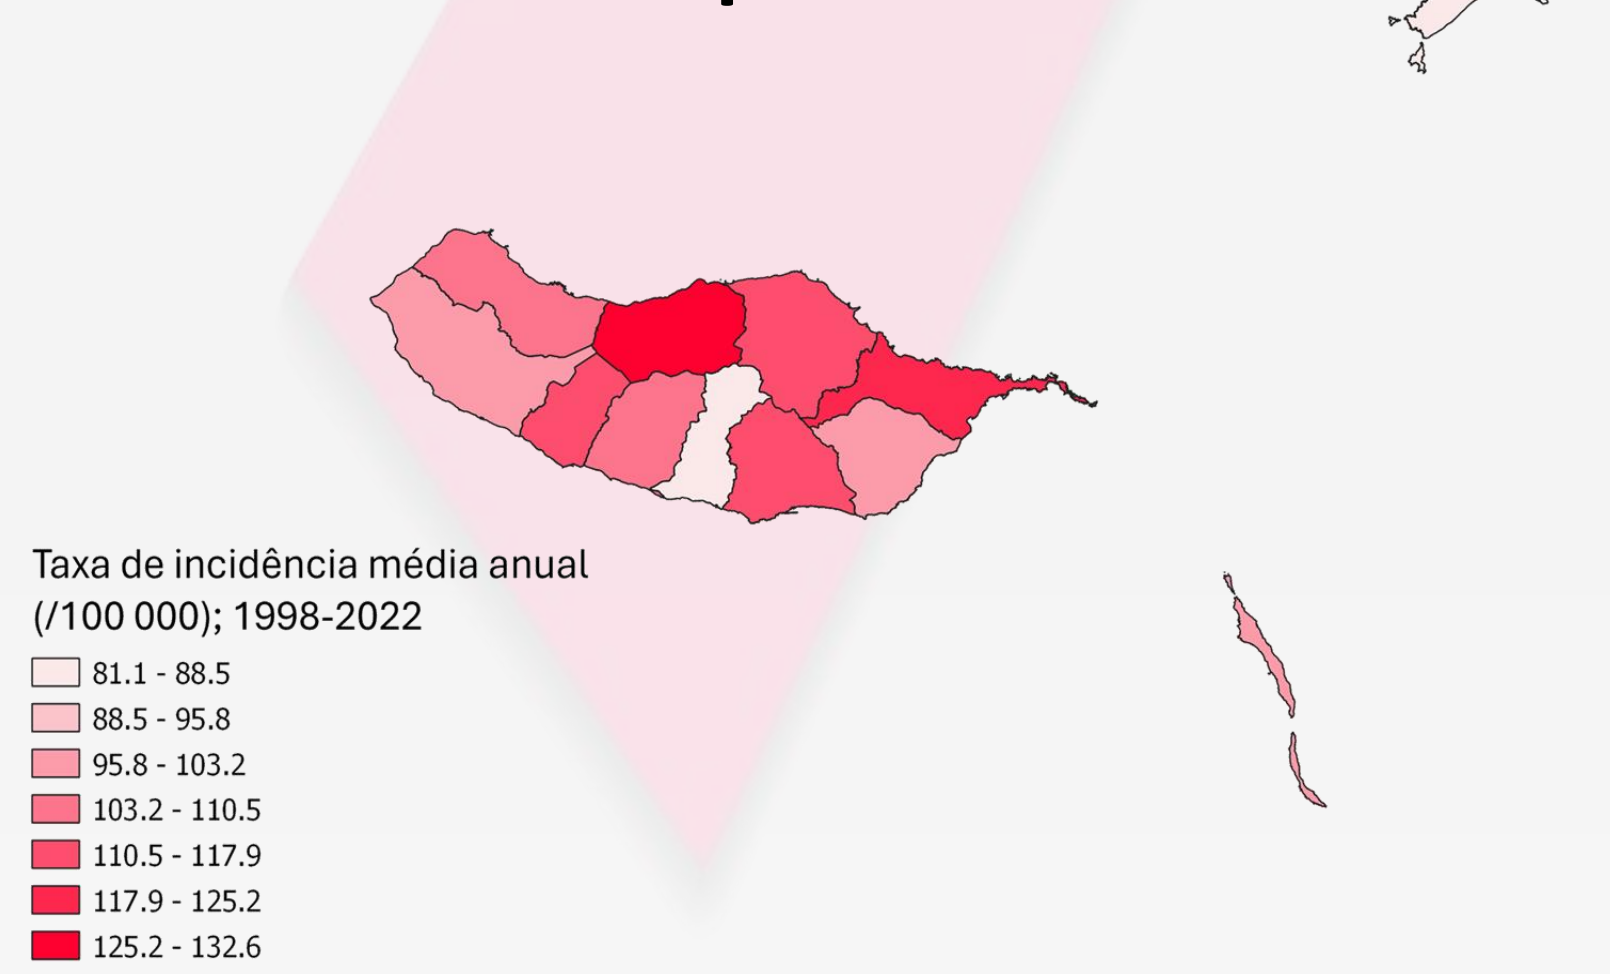 Taxa de incidência média anual
(/100 000); 1998-2022
81.1 - 88.5
88.5 - 95.8
95.8 - 103.2
103.2 - 110.5
110.5 - 117.9
117.9 - 125.2
125.2 - 132.6